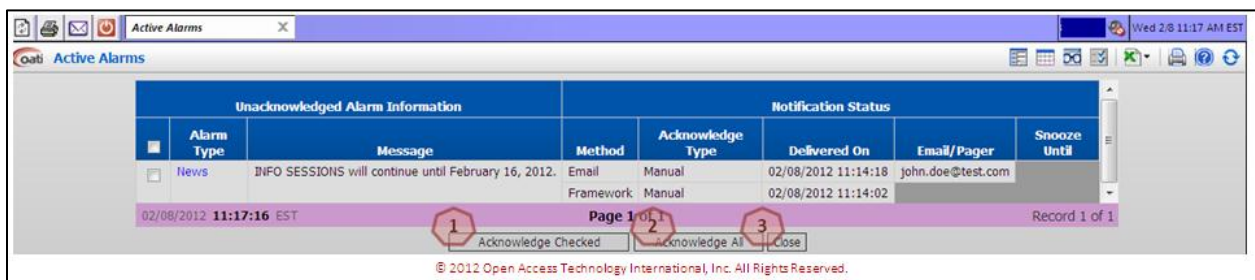 Active Alarms X Wed 2/8 11:17 AM EST
oati Active Alarms
Unacknowledged Alarm Information Notification Status
Alarm Type Message Method Acknowledge Type Delivered On Email/Pager Snooze Until
News INFO SESSIONS will continue until February 16, 2012. Email Manual 02/08/2012 11:14:18 john.doe@test.com
Framework Manual 02/08/2012 11:14:02
02/08/2012 11:17:16 EST Page 1 of 1 Record 1 of 1
1 2 3
Acknowledge Checked Acknowledge All Close
© 2012 Open Access Technology International, Inc. All Rights Reserved.